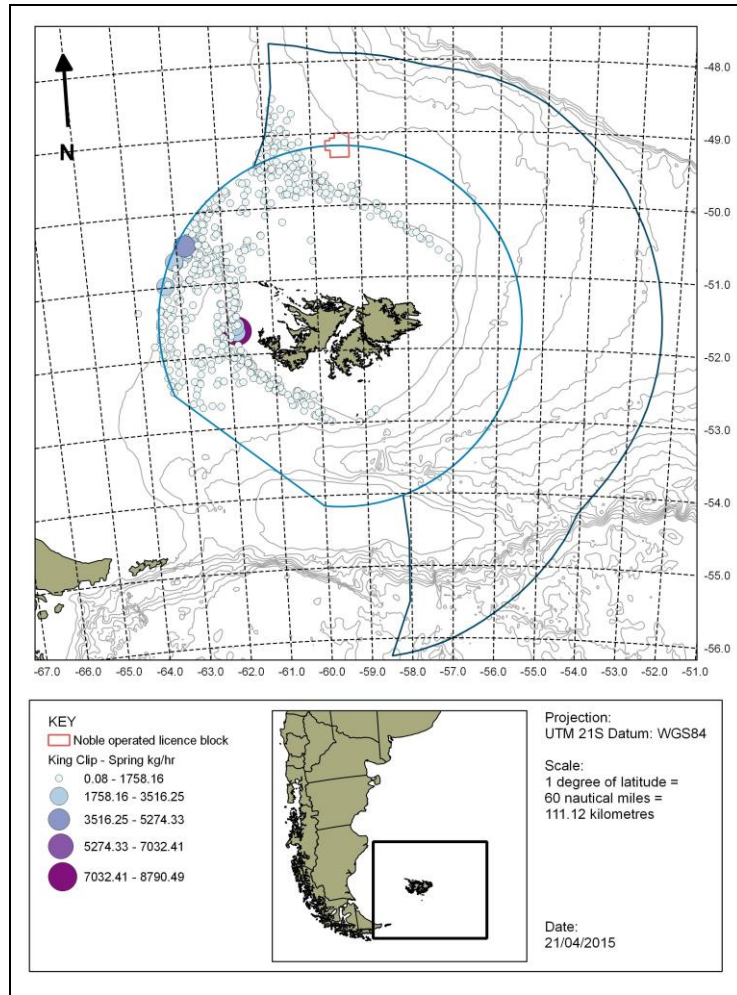 N
-48.0
-49.0
-50.0
-51.0
-52.0
-53.0
-54.0
-55.0
-56.0
-67.0 -66.0 -65.0 -64.0 -63.0 -62.0 -61.0 -60.0 -59.0 -58.0 -57.0 -56.0 -55.0 -54.0 -53.0 -52.0 -51.0
KEY
Noble operated licence block
King Clip - Spring kg/hr
0.08 - 1758.16
1758.16 - 3516.25
3516.25 - 5274.33
5274.33 - 7032.41
7032.41 - 8790.49
Projection:
UTM 21S Datum: WGS84
Scale:
1 degree of latitude =
60 nautical miles =
111.12 kilometres
Date:
21/04/2015